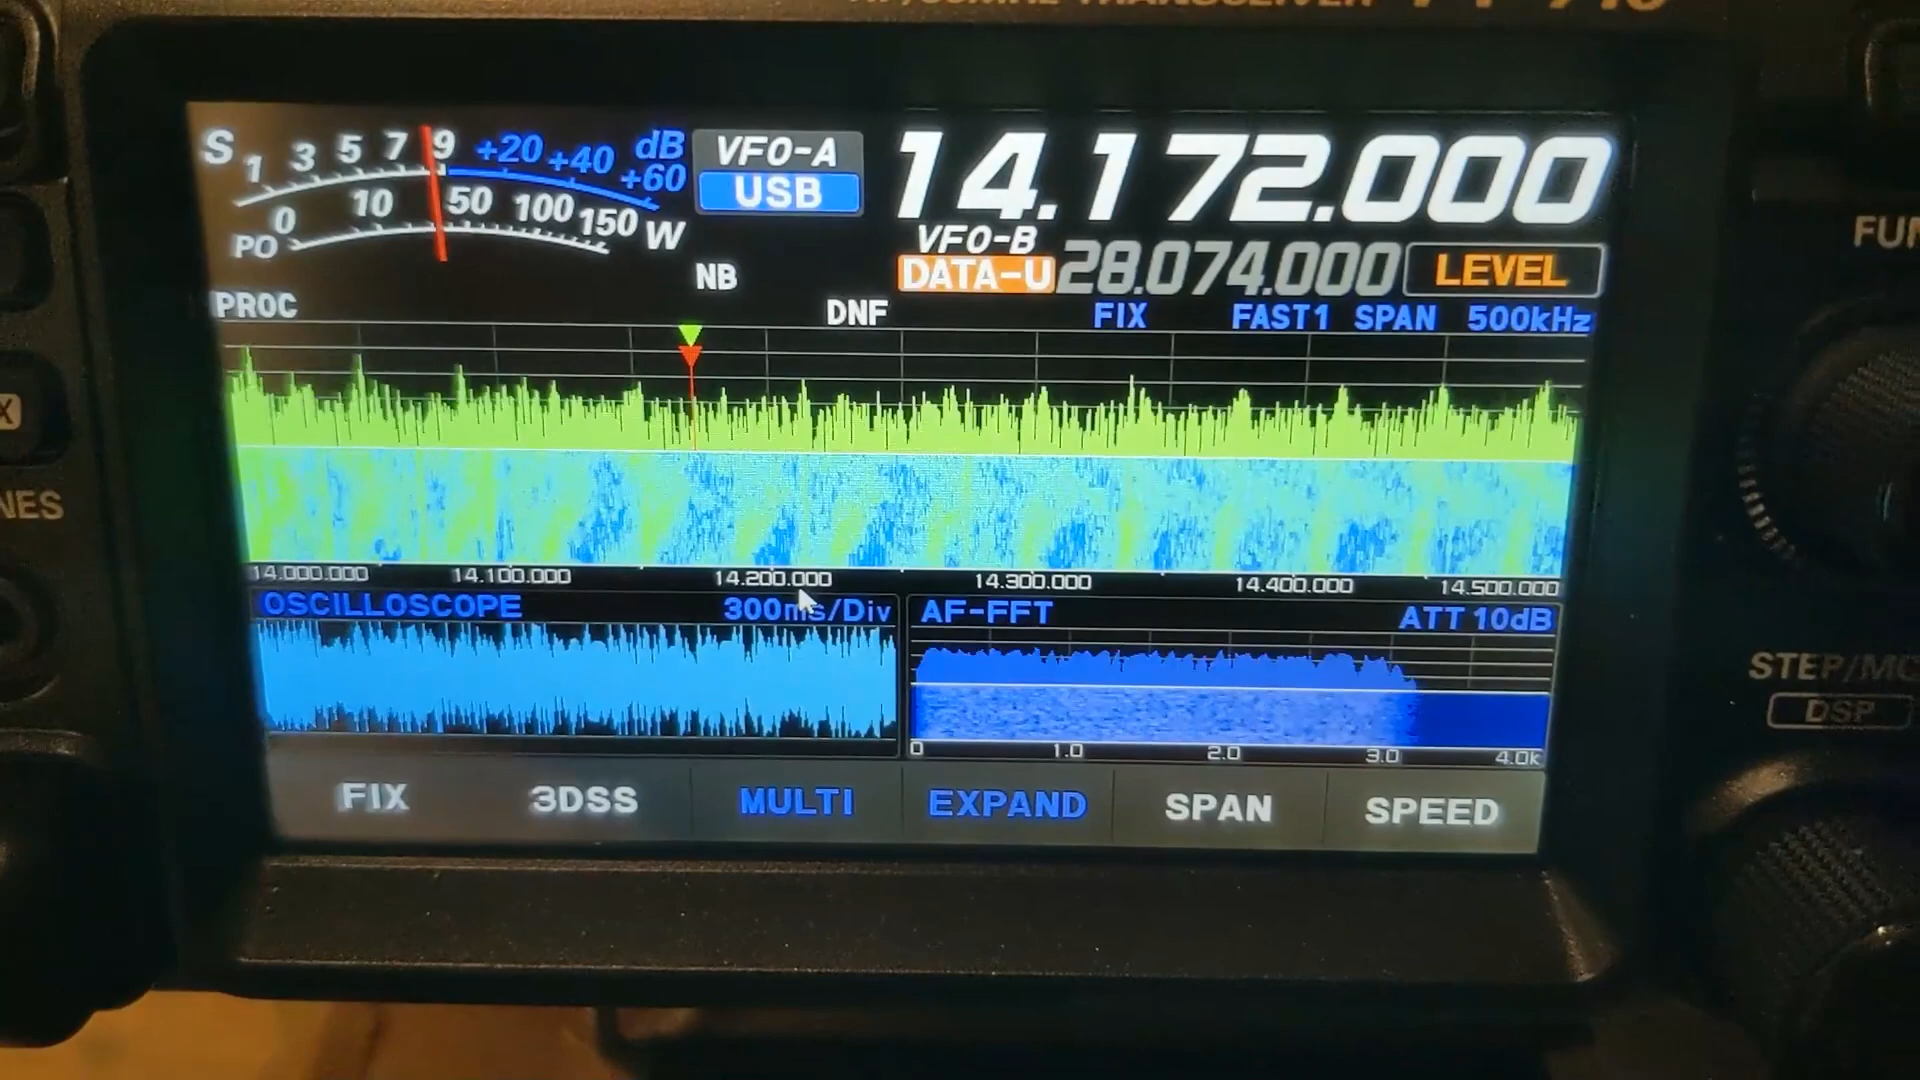 TRANSCEIVER
S 1 3 5 7 9 +20 +40 +60 dB
PO 0 10 50 100 150 W
VFO-A
USB
14.172.000
VFO-B
DATA-U 28.074.000 LEVEL
NB
PROC DNF FIX FAST1 SPAN 500kHz
14.000.000 14.100.000 14.200.000 14.300.000 14.400.000 14.500.000
OSCILLOSCOPE 300ms/Div AF-FFT ATT 10dB
0 1.0 2.0 3.0 4.0k
FIX 3DSS MULTI EXPAND SPAN SPEED
FUN
X
NES
STEP/MC
DSP